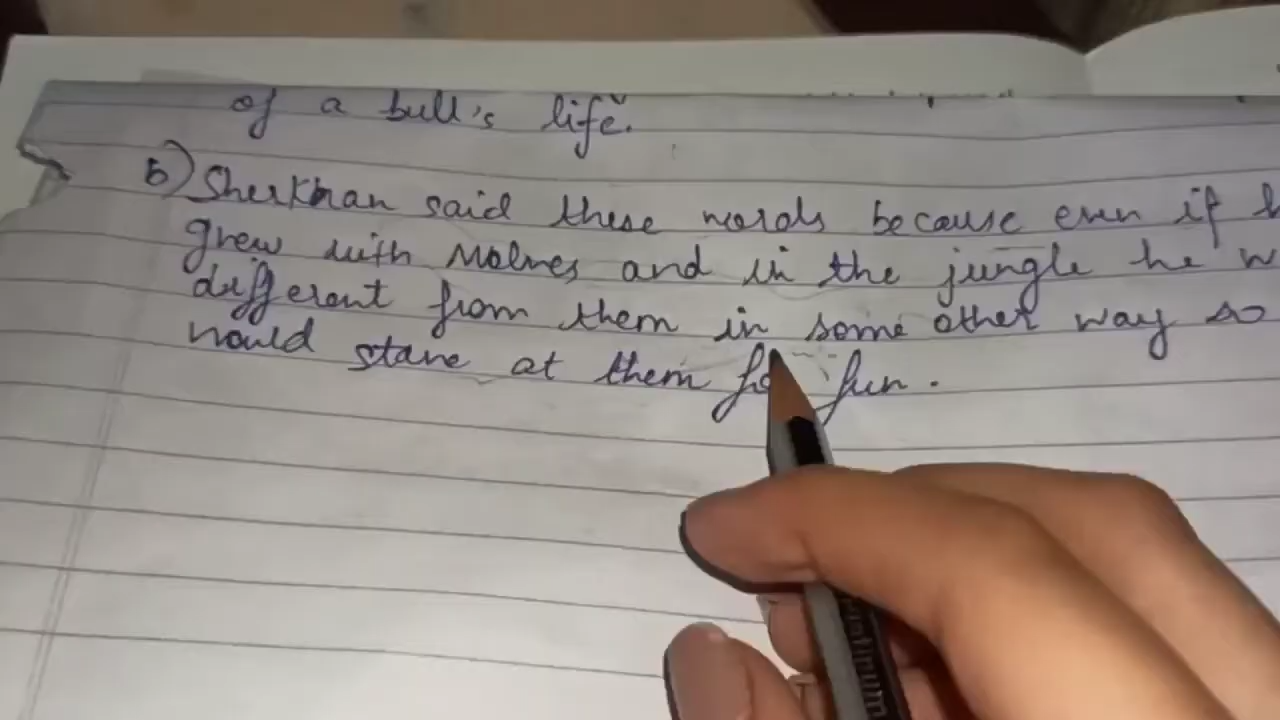 of a bull's life.
b) Sherkhan said these words because even if h
grew with Wolves and in the jungle he w
different from them in some other way so
would stare at them for fun.